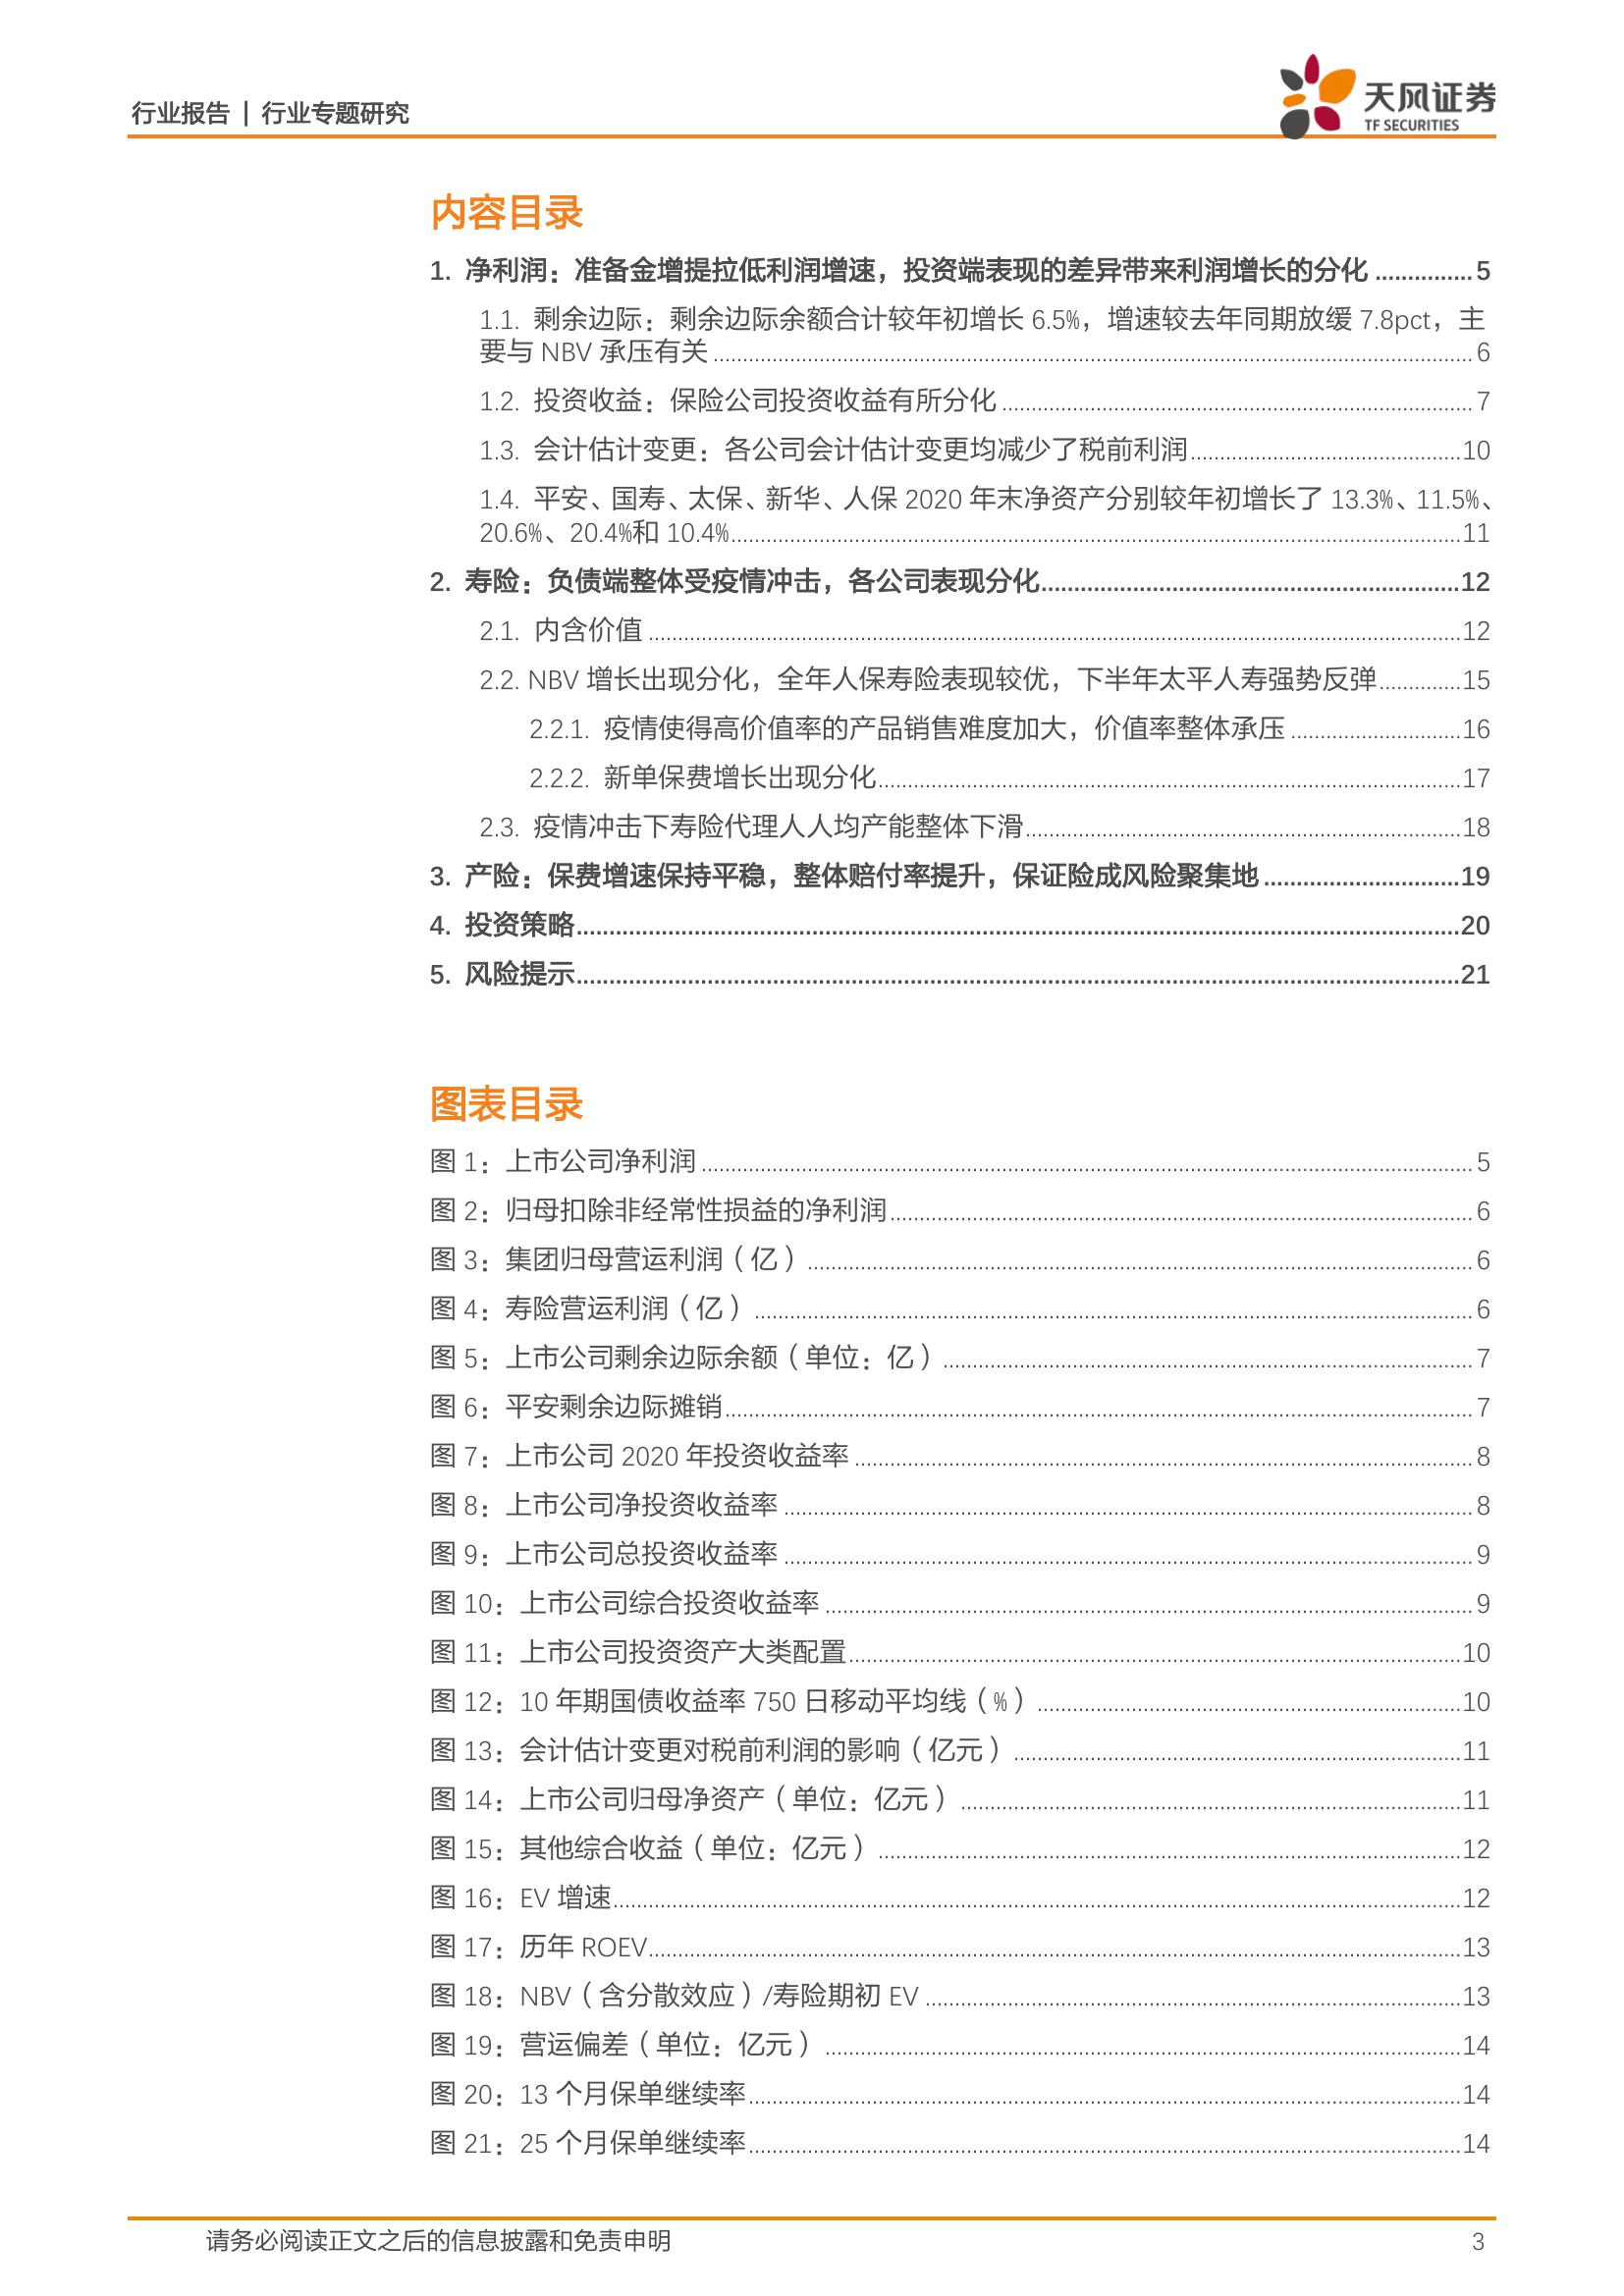 行业报告 | 行业专题研究
天风证券
TF SECURITIES
内容目录
1. 净利润：准备金增提拉低利润增速，投资端表现的差异带来利润增长的分化...............5
1.1. 剩余边际：剩余边际余额合计较年初增长 6.5%，增速较去年同期放缓 7.8pct，主
要与 NBV 承压有关...............6
1.2. 投资收益：保险公司投资收益有所分化...............7
1.3. 会计估计变更：各公司会计估计变更均减少了税前利润...............10
1.4. 平安、国寿、太保、新华、人保 2020 年末净资产分别较年初增长了 13.3%、11.5%、
20.6%、20.4%和 10.4%...............11
2. 寿险：负债端整体受疫情冲击，各公司表现分化...............12
2.1. 内含价值...............12
2.2. NBV 增长出现分化，全年人保寿险表现较优，下半年太平人寿强势反弹...............15
2.2.1. 疫情使得高价值率的产品销售难度加大，价值率整体承压...............16
2.2.2. 新单保费增长出现分化...............17
2.3. 疫情冲击下寿险代理人人均产能整体下滑...............18
3. 产险：保费增速保持平稳，整体赔付率提升，保证险成风险聚集地...............19
4. 投资策略...............20
5. 风险提示...............21
图表目录
图 1：上市公司净利润...............5
图 2：归母扣除非经常性损益的净利润...............6
图 3：集团归母营运利润（亿）...............6
图 4：寿险营运利润（亿）...............6
图 5：上市公司剩余边际余额（单位：亿）...............7
图 6：平安剩余边际摊销...............7
图 7：上市公司 2020 年投资收益率...............8
图 8：上市公司净投资收益率...............8
图 9：上市公司总投资收益率...............9
图 10：上市公司综合投资收益率...............9
图 11：上市公司投资资产大类配置...............10
图 12：10 年期国债收益率 750 日移动平均线（%）...............10
图 13：会计估计变更对税前利润的影响（亿元）...............11
图 14：上市公司归母净资产（单位：亿元）...............11
图 15：其他综合收益（单位：亿元）...............12
图 16：EV 增速...............12
图 17：历年 ROEV...............13
图 18：NBV（含分散效应）/寿险期初 EV...............13
图 19：营运偏差（单位：亿元）...............14
图 20：13 个月保单继续率...............14
图 21：25 个月保单继续率...............14
请务必阅读正文之后的信息披露和免责申明
3